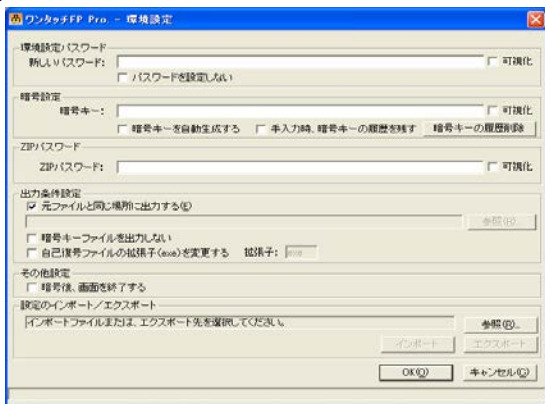 ワンタッチFP Pro. - 環境設定
環境設定パスワード
新しいパスワード:
可視化
パスワードを設定しない
暗号設定
暗号キー:
可視化
暗号キーを自動生成する
手入力時、暗号キーの履歴を残す
暗号キーの履歴削除
ZIPパスワード
ZIPパスワード:
可視化
出力条件設定
元ファイルと同じ場所に出力する(E)
参照(R)...
暗号キーファイルを出力しない
自己復号ファイルの拡張子(exe)を変更する
拡張子: exe
その他設定
暗号後、画面を終了する
設定のインポート/エクスポート
インポートファイルまたは、エクスポート先を選択してください。
参照(R)...
インポート
エクスポート
OK(O)
キャンセル(C)